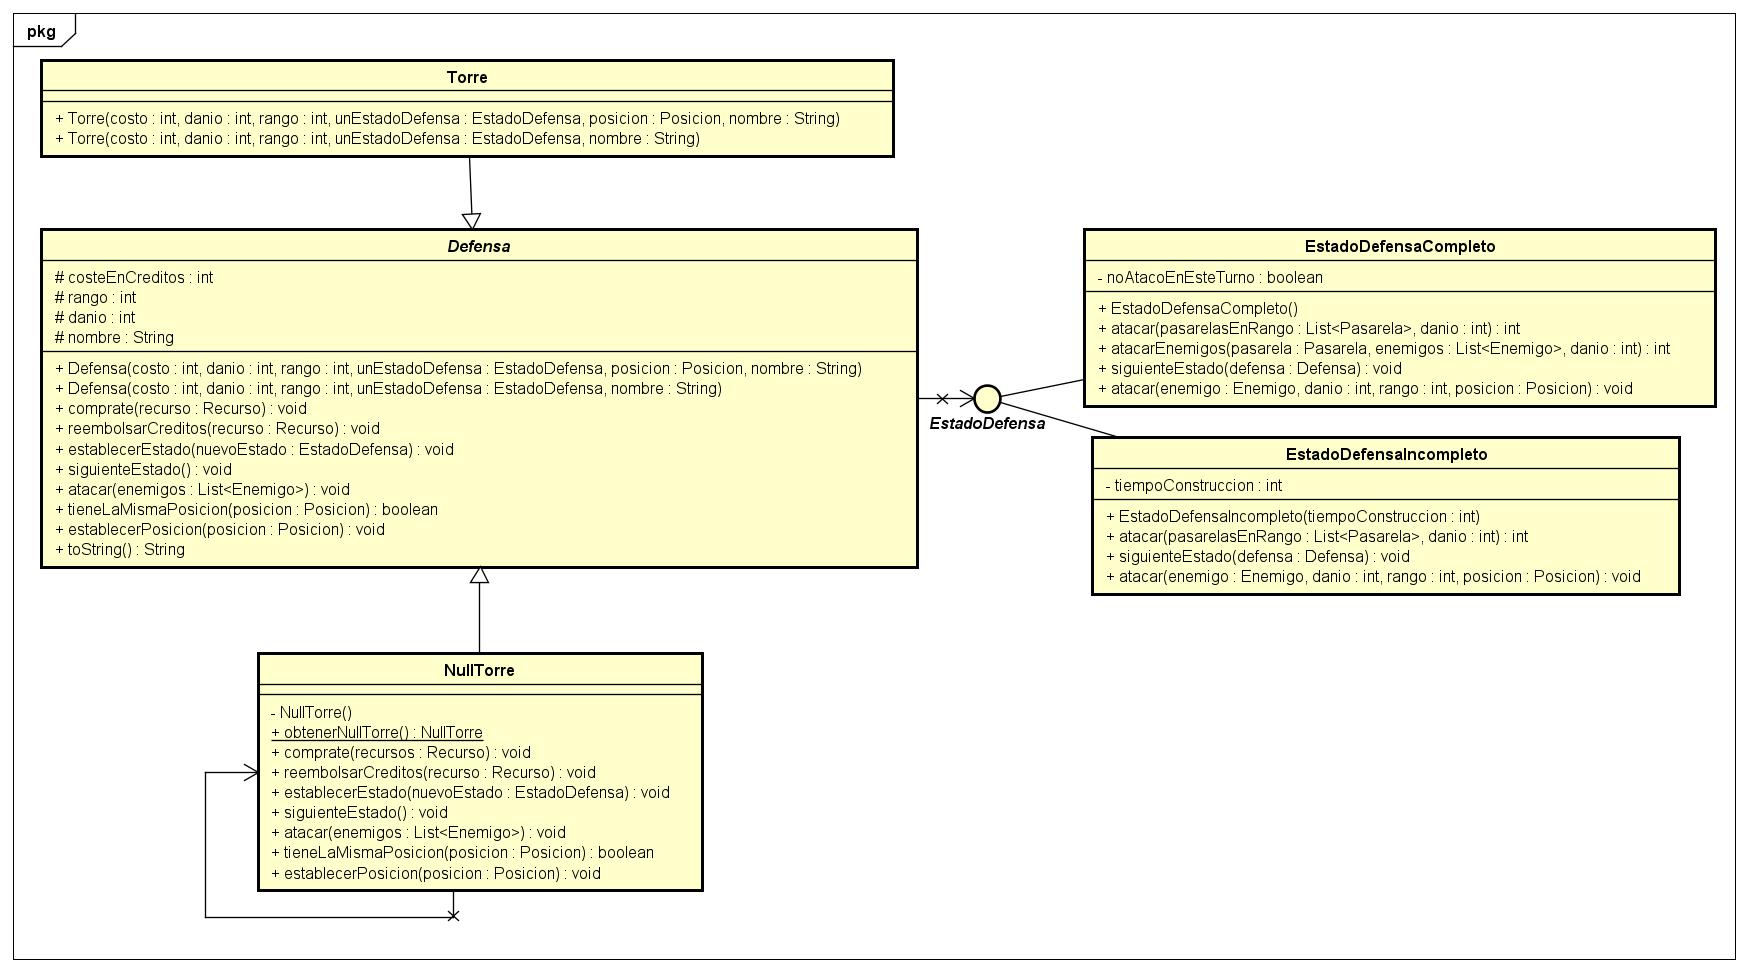 pkg
Torre
+ Torre(costo : int, danio : int, rango : int, unEstadoDefensa : EstadoDefensa, posicion : Posicion, nombre : String)
+ Torre(costo : int, danio : int, rango : int, unEstadoDefensa : EstadoDefensa, nombre : String)
Defensa
# costeEnCreditos : int
# rango : int
# danio : int
# nombre : String
+ Defensa(costo : int, danio : int, rango : int, unEstadoDefensa : EstadoDefensa, posicion : Posicion, nombre : String)
+ Defensa(costo : int, danio : int, rango : int, unEstadoDefensa : EstadoDefensa, nombre : String)
+ comprate(recurso : Recurso) : void
+ reembolsarCreditos(recurso : Recurso) : void
+ establecerEstado(nuevoEstado : EstadoDefensa) : void
+ siguienteEstado() : void
+ atacar(enemigos : List<Enemigo>) : void
+ tieneLaMismaPosicion(posicion : Posicion) : boolean
+ establecerPosicion(posicion : Posicion) : void
+ toString() : String
EstadoDefensa
EstadoDefensaCompleto
- noAtacoEnEsteTurno : boolean
+ EstadoDefensaCompleto()
+ atacar(pasarelasEnRango : List<Pasarela>, danio : int) : int
+ atacarEnemigos(pasarela : Pasarela, enemigos : List<Enemigo>, danio : int) : int
+ siguienteEstado(defensa : Defensa) : void
+ atacar(enemigo : Enemigo, danio : int, rango : int, posicion : Posicion) : void
EstadoDefensaIncompleto
- tiempoConstruccion : int
+ EstadoDefensaIncompleto(tiempoConstruccion : int)
+ atacar(pasarelasEnRango : List<Pasarela>, danio : int) : int
+ siguienteEstado(defensa : Defensa) : void
+ atacar(enemigo : Enemigo, danio : int, rango : int, posicion : Posicion) : void
NullTorre
- NullTorre()
+ obtenerNullTorre() : NullTorre
+ comprate(recursos : Recurso) : void
+ reembolsarCreditos(recurso : Recurso) : void
+ establecerEstado(nuevoEstado : EstadoDefensa) : void
+ siguienteEstado() : void
+ atacar(enemigos : List<Enemigo>) : void
+ tieneLaMismaPosicion(posicion : Posicion) : boolean
+ establecerPosicion(posicion : Posicion) : void